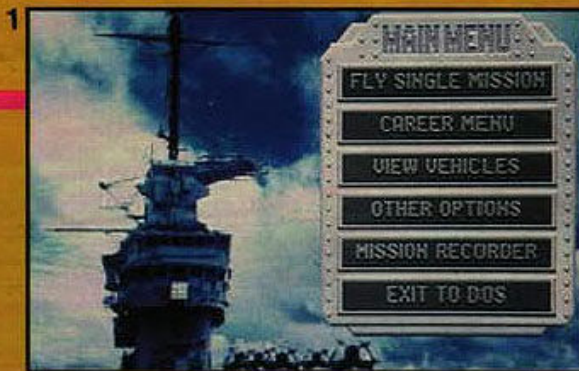 1
MAIN MENU
FLY SINGLE MISSION
CAREER MENU
VIEW VEHICLES
OTHER OPTIONS
MISSION RECORDER
EXIT TO DOS